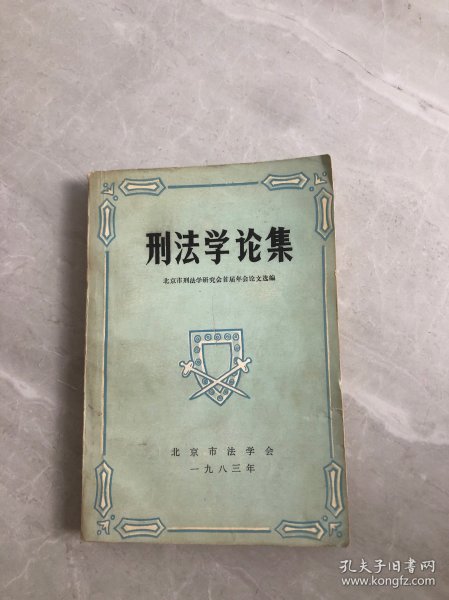 刑法学论集
北京市刑法学研究会首届年会论文选编
北京市法学会
一九八三年
孔夫子旧书网
www.kongfz.com